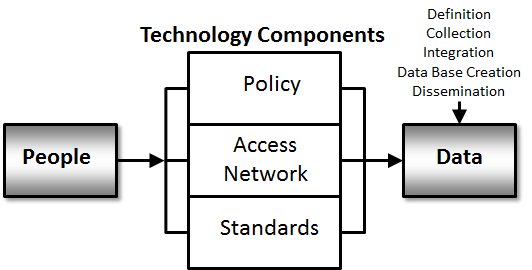 Technology Components
Definition
Collection
Integration
Data Base Creation
Dissemination
People
Policy
Access
Network
Standards
Data